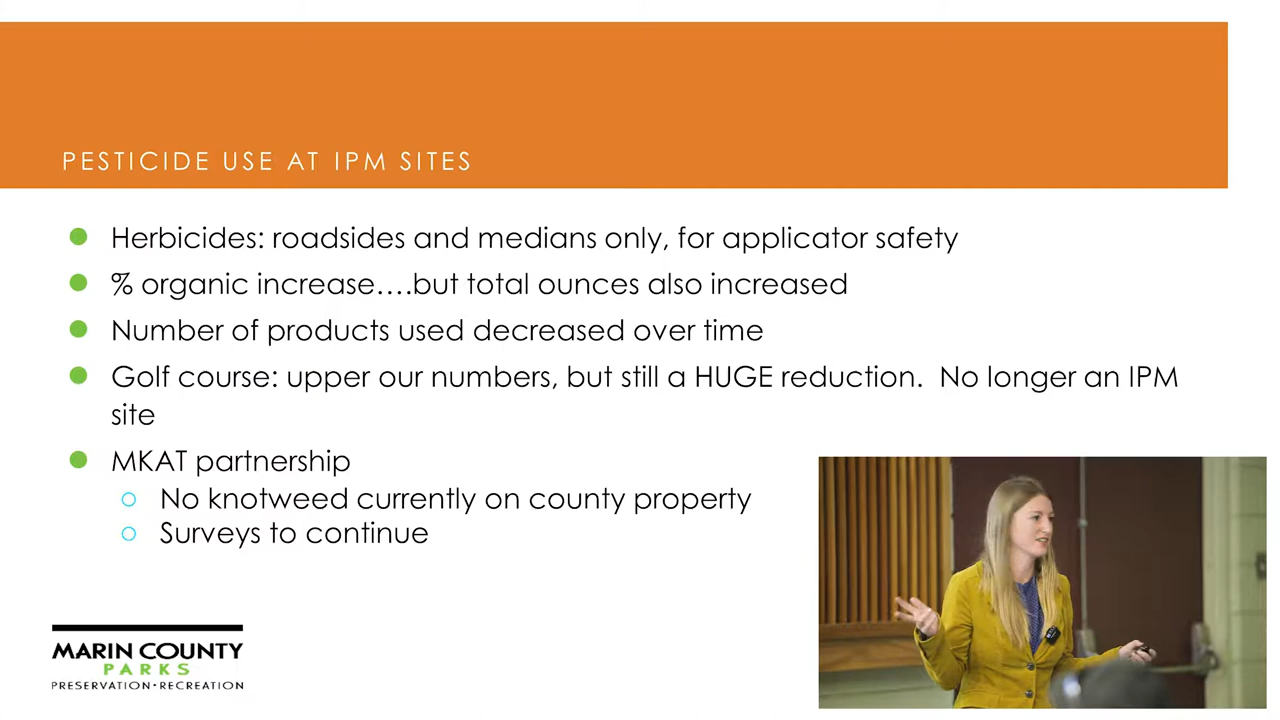 PESTICIDE USE AT IPM SITES
Herbicides: roadsides and medians only, for applicator safety
% organic increase....but total ounces also increased
Number of products used decreased over time
Golf course: upper our numbers, but still a HUGE reduction.  No longer an IPM
site
MKAT partnership
No knotweed currently on county property
Surveys to continue
MARIN COUNTY
PARKS
PRESERVATION•RECREATION